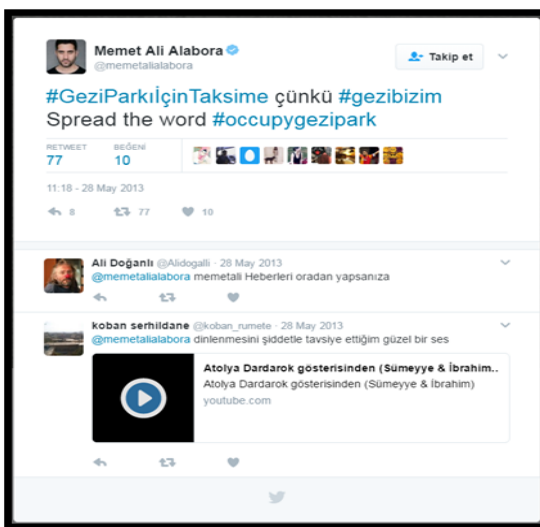 Memet Ali Alabora
@memetalialabora
Takip et
#GeziParkıİçinTaksime çünkü #gezibizim
Spread the word #occupygezipark
RETWEET BEĞENİ
77 10
11:18 - 28 May 2013
8 77 10
Ali Doğanlı @Alidogalli · 28 May 2013
@memetalialabora memetali Heberleri oradan yapsanıza
koban serhildane @koban_rumete · 28 May 2013
@memetalialabora dinlenmesini şiddetle tavsiye ettiğim güzel bir ses
Atolya Dardarok gösterisinden (Sümeyye & İbrahim..
Atolya Dardarok gösterisinden (Sümeyye & İbrahim)
youtube.com